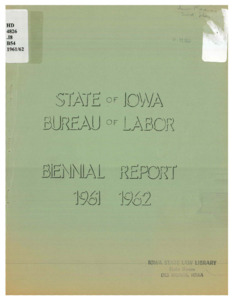 HD
4826
.I8
B54
1961/62
STATE OF IOWA
BUREAU OF LABOR
BIENNIAL REPORT
1961 1962
IOWA STATE LAW LIBRARY